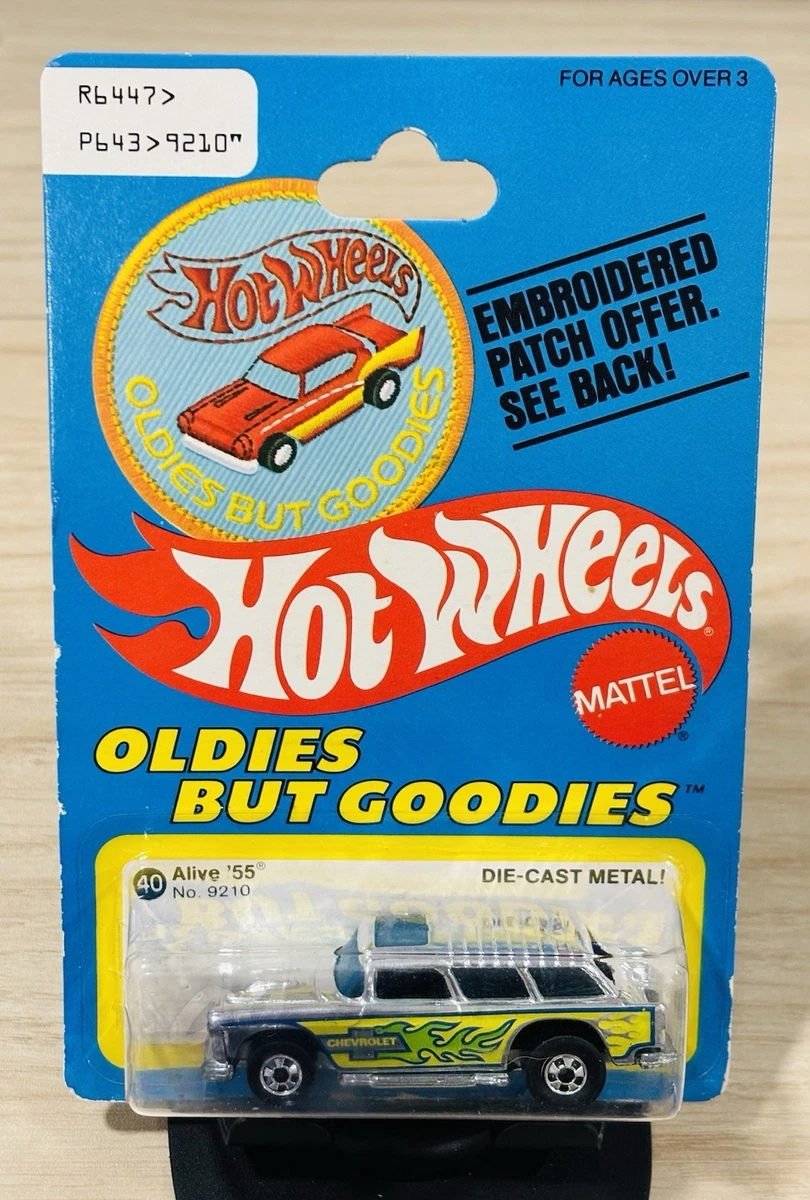 R6447>
P643>9210"
FOR AGES OVER 3
HOT WHEELS
OLDIES BUT GOODIES
EMBROIDERED
PATCH OFFER.
SEE BACK!
HOT WHEELS®
MATTEL®
OLDIES
BUT GOODIES™
40 Alive '55®
No. 9210
DIE-CAST METAL!
CHEVROLET